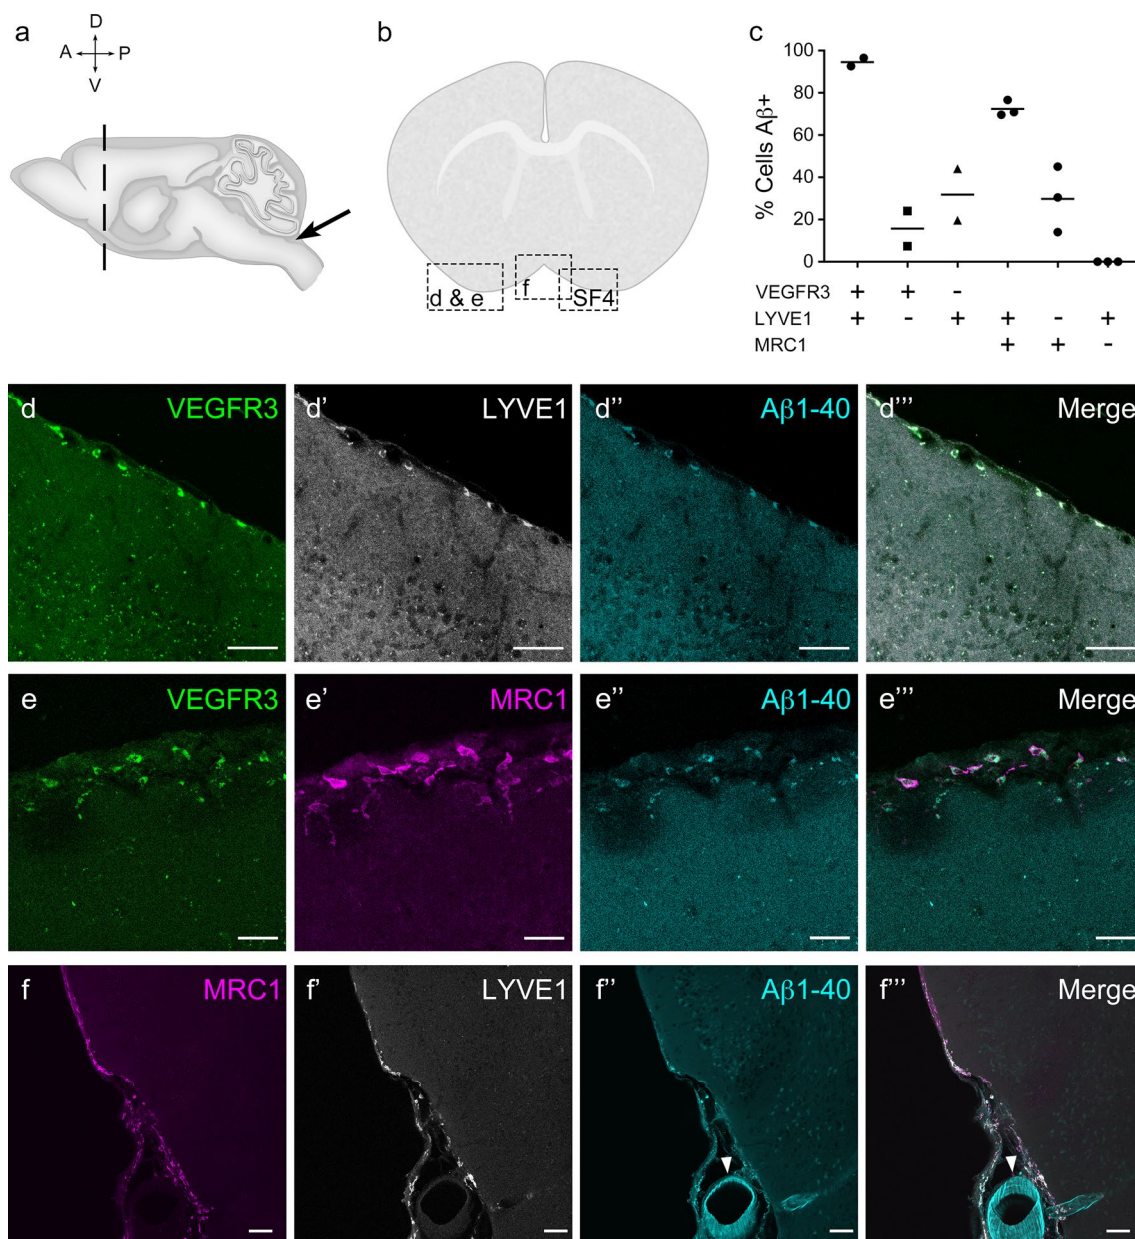 a
D
A P
V
b
d & e
f
SF4
c
% Cells Aβ+
100
80
60
40
20
0
VEGFR3 + + -
LYVE1 + - + + - +
MRC1 + + -
d VEGFR3
d' LYVE1
d'' Aβ1-40
d''' Merge
e VEGFR3
e' MRC1
e'' Aβ1-40
e''' Merge
f MRC1
f' LYVE1
f'' Aβ1-40
f''' Merge